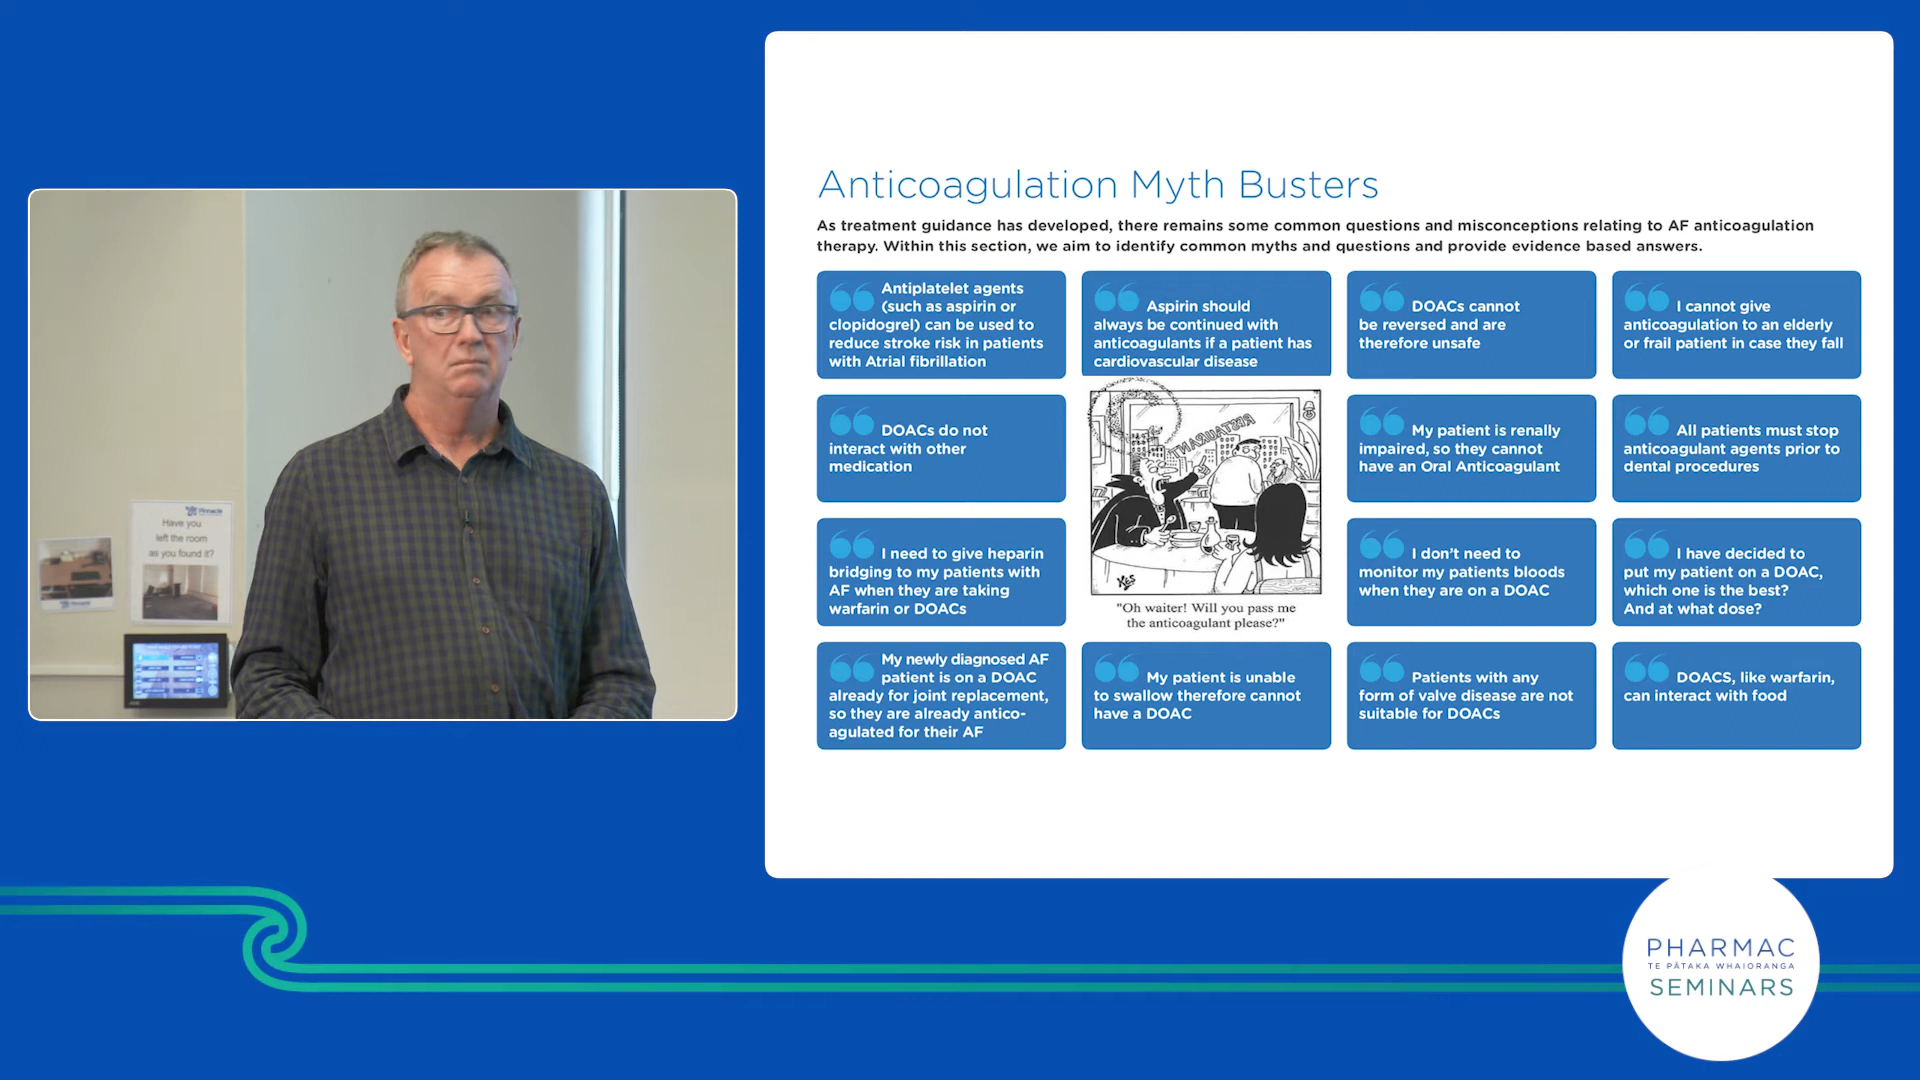 Anticoagulation Myth Busters
As treatment guidance has developed, there remains some common questions and misconceptions relating to AF anticoagulation
therapy. Within this section, we aim to identify common myths and questions and provide evidence based answers.
Antiplatelet agents
(such as aspirin or
clopidogrel) can be used to
reduce stroke risk in patients
with Atrial fibrillation
Aspirin should
always be continued with
anticoagulants if a patient has
cardiovascular disease
DOACs cannot
be reversed and are
therefore unsafe
I cannot give
anticoagulation to an elderly
or frail patient in case they fall
DOACs do not
interact with other
medication
RISTAURANT
Kes
"Oh waiter! Will you pass me
the anticoagulant please?"
My patient is renally
impaired, so they cannot
have an Oral Anticoagulant
All patients must stop
anticoagulant agents prior to
dental procedures
I need to give heparin
bridging to my patients with
AF when they are taking
warfarin or DOACs
I don't need to
monitor my patients bloods
when they are on a DOAC
I have decided to
put my patient on a DOAC,
which one is the best?
And at what dose?
My newly diagnosed AF
patient is on a DOAC
already for joint replacement,
so they are already antico-
agulated for their AF
My patient is unable
to swallow therefore cannot
have a DOAC
Patients with any
form of valve disease are not
suitable for DOACs
DOACS, like warfarin,
can interact with food
Pinnacle
Have you
left the room
as you found it?
PHARMAC
TE PĀTAKA WHAIORANGA
SEMINARS